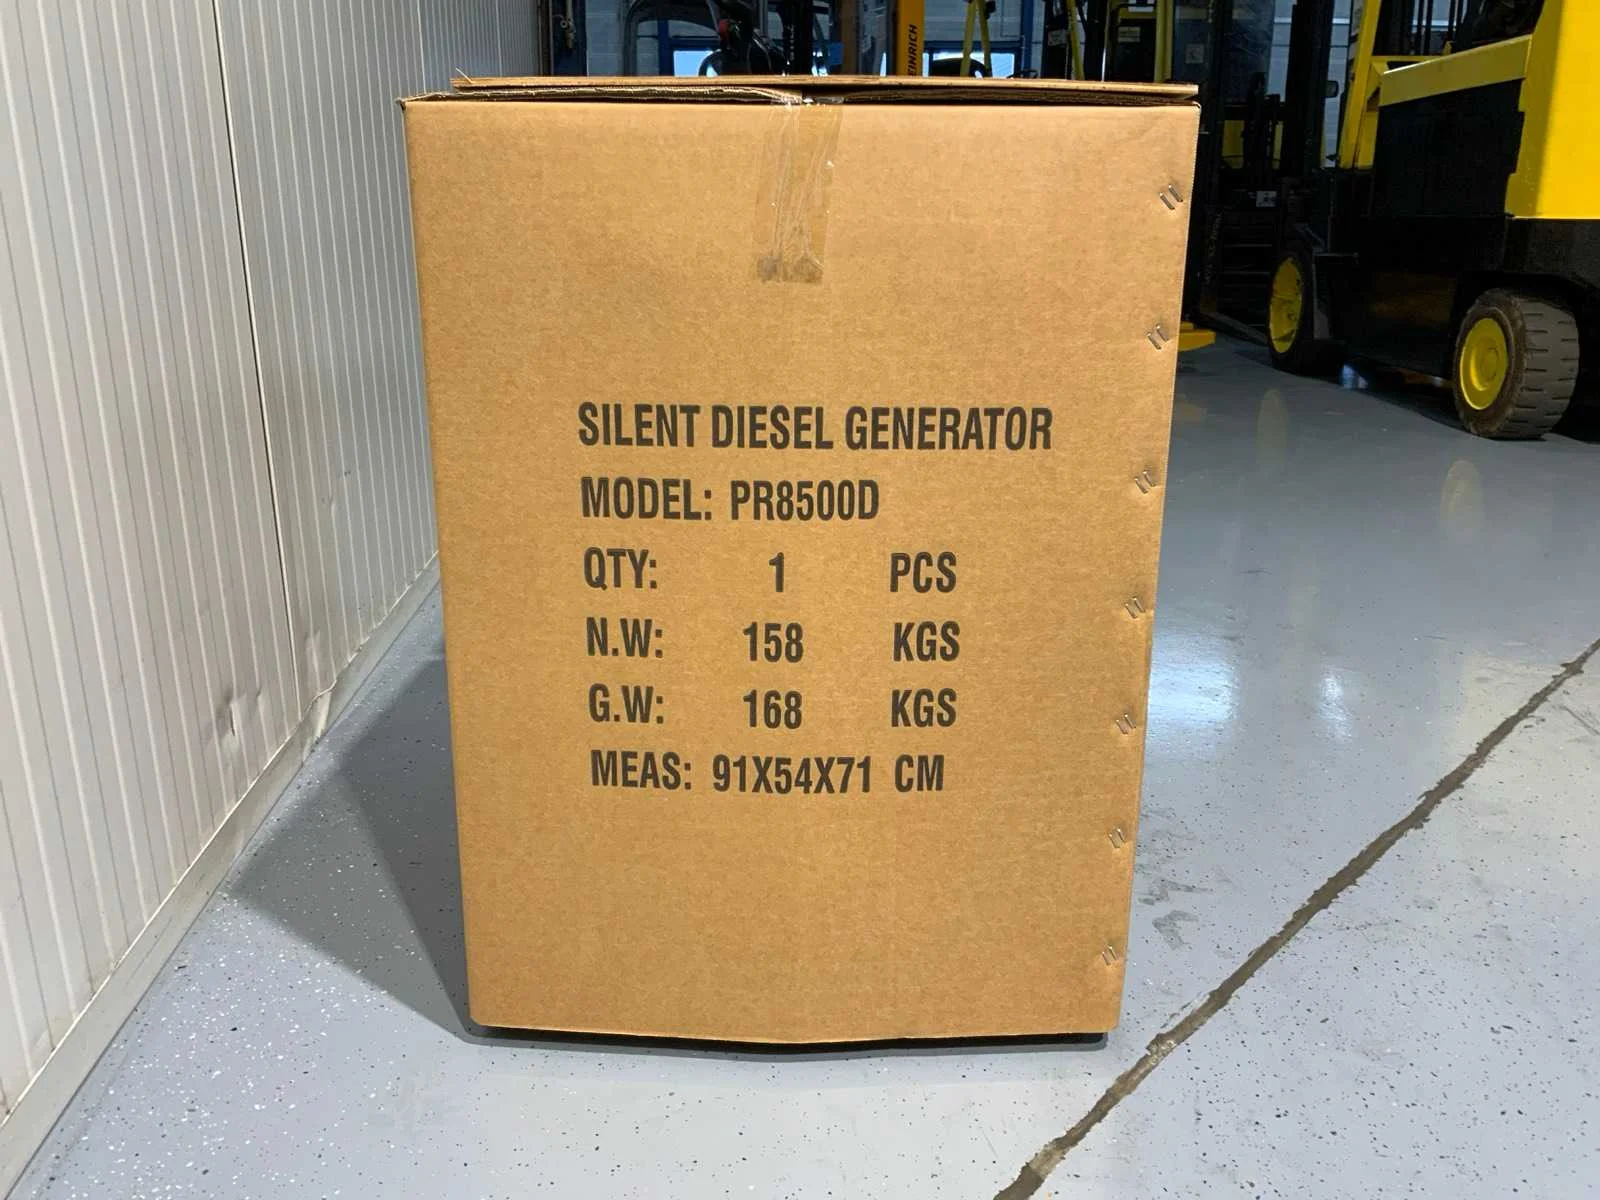 SILENT DIESEL GENERATOR
MODEL: PR8500D
QTY: 1 PCS
N.W: 158 KGS
G.W: 168 KGS
MEAS: 91X54X71 CM